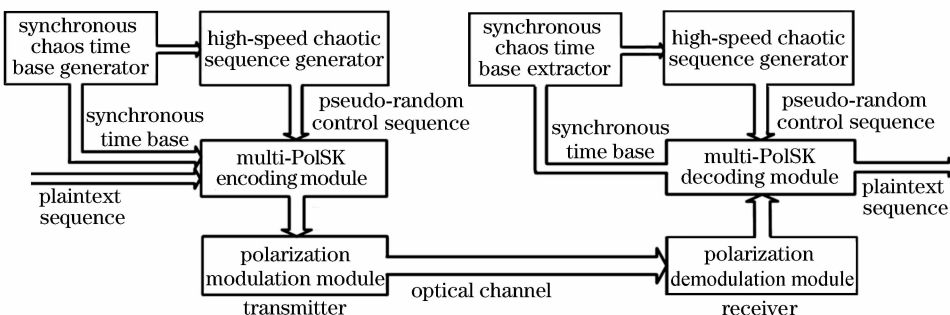 synchronous
chaos time
base generator
high-speed chaotic
sequence generator
pseudo-random
control sequence
synchronous
time base
multi-PolSK
encoding module
plaintext
sequence
polarization
modulation module
transmitter
optical channel
synchronous
chaos time
base extractor
high-speed chaotic
sequence generator
pseudo-random
control sequence
synchronous
time base
multi-PolSK
decoding module
plaintext
sequence
polarization
demodulation module
receiver